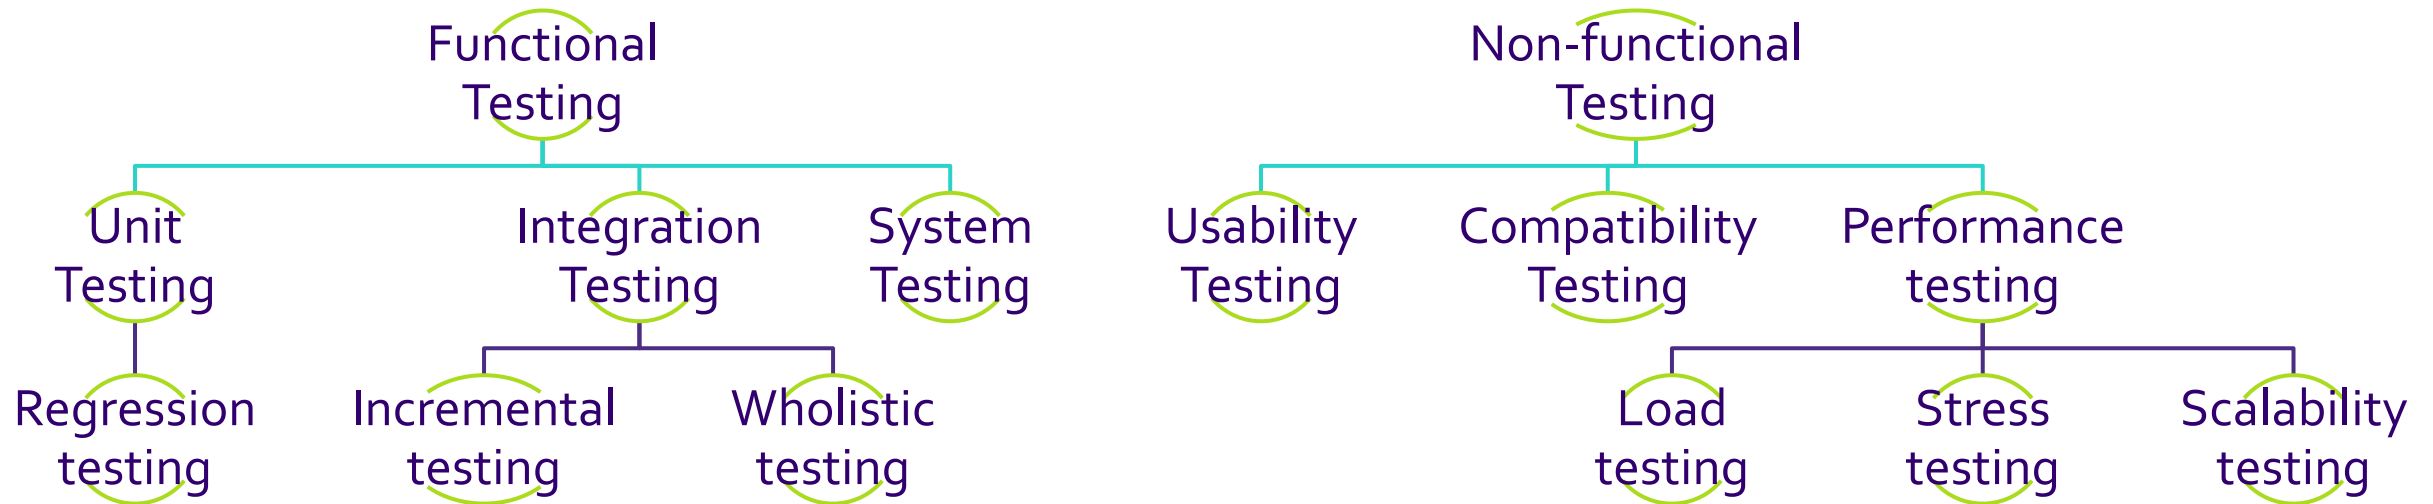 Functional
Testing
Unit
Testing
Regression
testing
Integration
Testing
Incremental
testing
Wholistic
testing
System
Testing
Non-functional
Testing
Usability
Testing
Compatibility
Testing
Performance
testing
Load
testing
Stress
testing
Scalability
testing